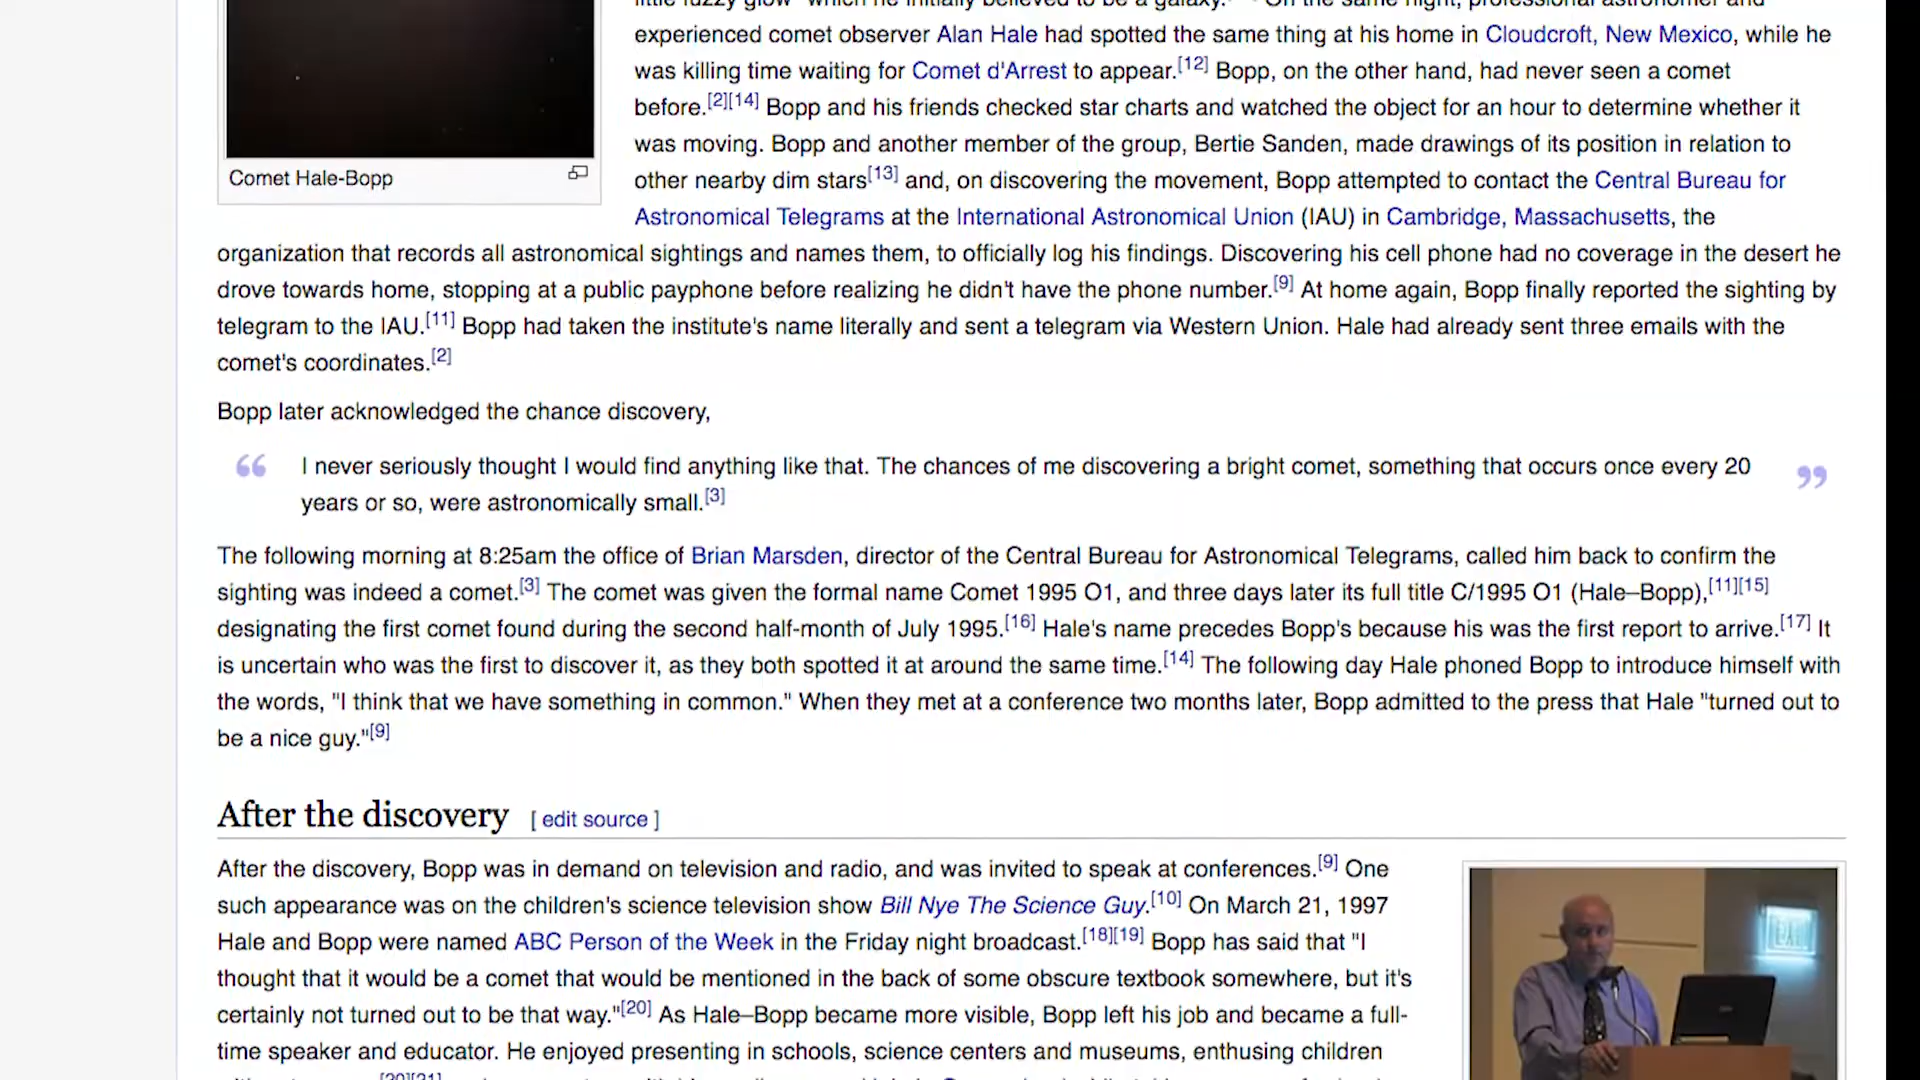 little fuzzy glow" which he initially believed to be a galaxy. On the same night, professional astronomer and
experienced comet observer Alan Hale had spotted the same thing at his home in Cloudcroft, New Mexico, while he
was killing time waiting for Comet d'Arrest to appear.[12] Bopp, on the other hand, had never seen a comet
before.[2][14] Bopp and his friends checked star charts and watched the object for an hour to determine whether it
was moving. Bopp and another member of the group, Bertie Sanden, made drawings of its position in relation to
Comet Hale-Bopp
other nearby dim stars[13] and, on discovering the movement, Bopp attempted to contact the Central Bureau for
Astronomical Telegrams at the International Astronomical Union (IAU) in Cambridge, Massachusetts, the
organization that records all astronomical sightings and names them, to officially log his findings. Discovering his cell phone had no coverage in the desert he
drove towards home, stopping at a public payphone before realizing he didn't have the phone number.[9] At home again, Bopp finally reported the sighting by
telegram to the IAU.[11] Bopp had taken the institute's name literally and sent a telegram via Western Union. Hale had already sent three emails with the
comet's coordinates.[2]
Bopp later acknowledged the chance discovery,
“ I never seriously thought I would find anything like that. The chances of me discovering a bright comet, something that occurs once every 20 ”
years or so, were astronomically small.[3]
The following morning at 8:25am the office of Brian Marsden, director of the Central Bureau for Astronomical Telegrams, called him back to confirm the
sighting was indeed a comet.[3] The comet was given the formal name Comet 1995 O1, and three days later its full title C/1995 O1 (Hale–Bopp),[11][15]
designating the first comet found during the second half-month of July 1995.[16] Hale's name precedes Bopp's because his was the first report to arrive.[17] It
is uncertain who was the first to discover it, as they both spotted it at around the same time.[14] The following day Hale phoned Bopp to introduce himself with
the words, "I think that we have something in common." When they met at a conference two months later, Bopp admitted to the press that Hale "turned out to
be a nice guy."[9]
After the discovery [ edit source ]
After the discovery, Bopp was in demand on television and radio, and was invited to speak at conferences.[9] One
such appearance was on the children's science television show Bill Nye The Science Guy.[10] On March 21, 1997
Hale and Bopp were named ABC Person of the Week in the Friday night broadcast.[18][19] Bopp has said that "I
thought that it would be a comet that would be mentioned in the back of some obscure textbook somewhere, but it's
certainly not turned out to be that way."[20] As Hale–Bopp became more visible, Bopp left his job and became a full-
time speaker and educator. He enjoyed presenting in schools, science centers and museums, enthusing children